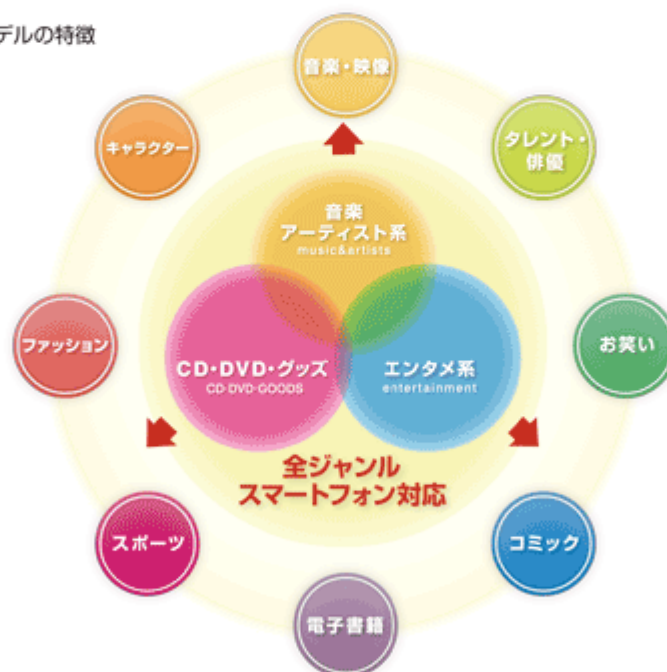 デルの特徴
音楽・映像
キャラクター
タレント・
俳優
音楽
アーティスト系
music&artists
ファッション
CD・DVD・グッズ
CD·DVD·GOODS
エンタメ系
entertainment
お笑い
全ジャンル
スマートフォン対応
スポーツ
コミック
電子書籍